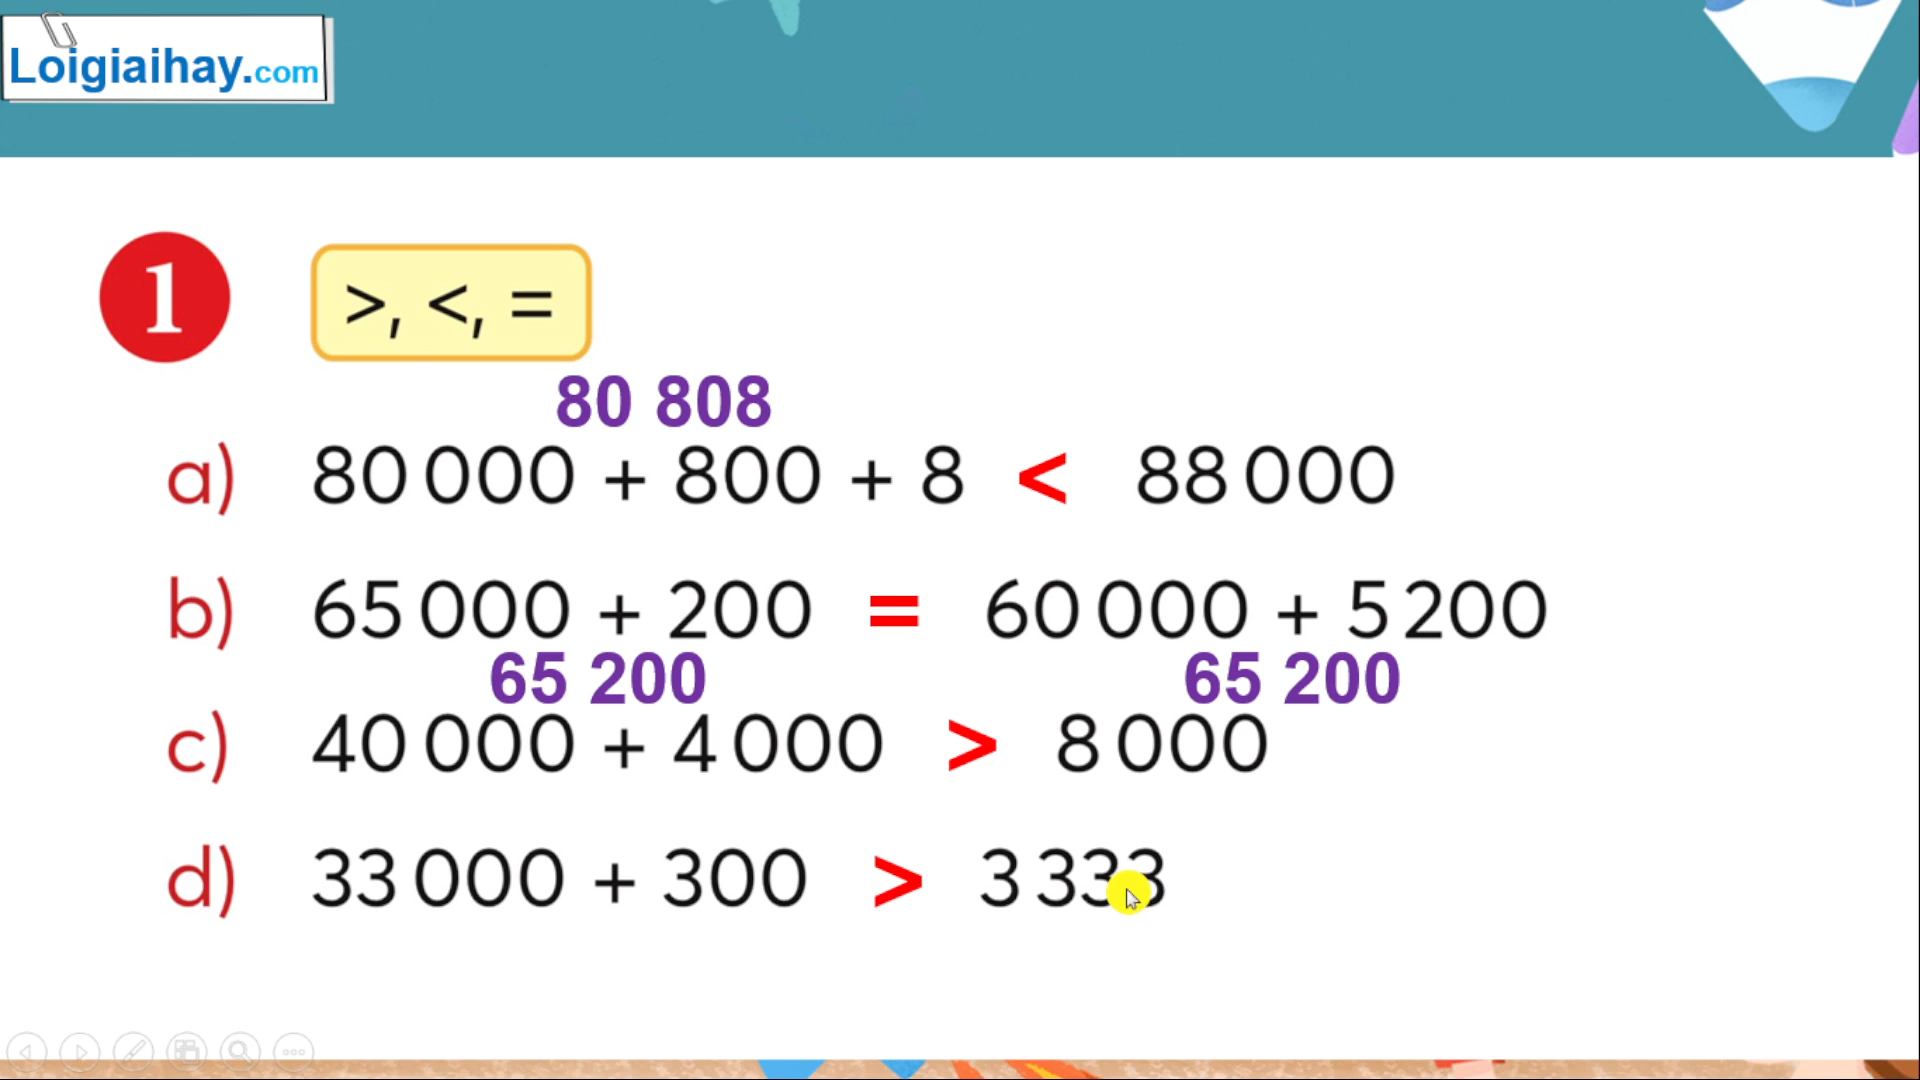 Loigiaihay.com
1 >, <, =
80 808
a) 80 000 + 800 + 8 < 88 000
b) 65 000 + 200 = 60 000 + 5 200
65 200 65 200
c) 40 000 + 4 000 > 8 000
d) 33 000 + 300 > 3 333